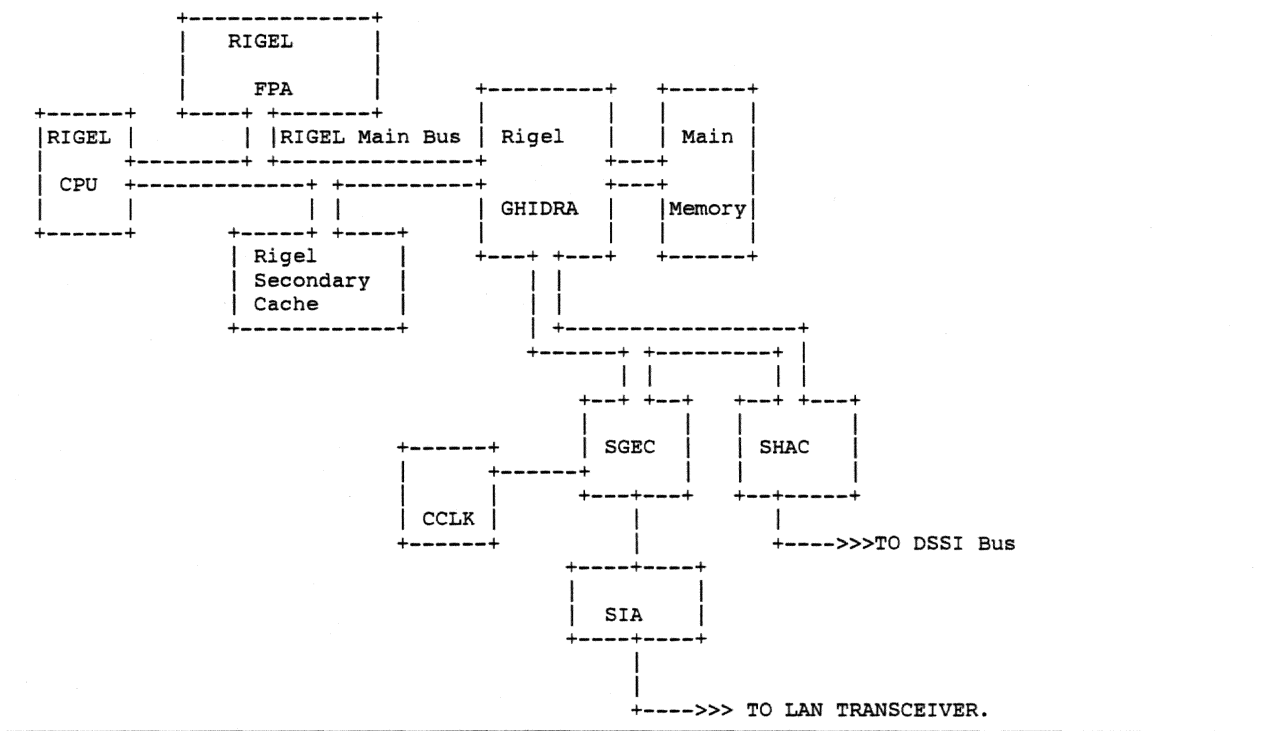 RIGEL
FPA
RIGEL
CPU
RIGEL Main Bus
Rigel
GHIDRA
Main
Memory
Rigel
Secondary
Cache
SGEC
SHAC
CCLK
TO DSSI Bus
SIA
TO LAN TRANSCEIVER.